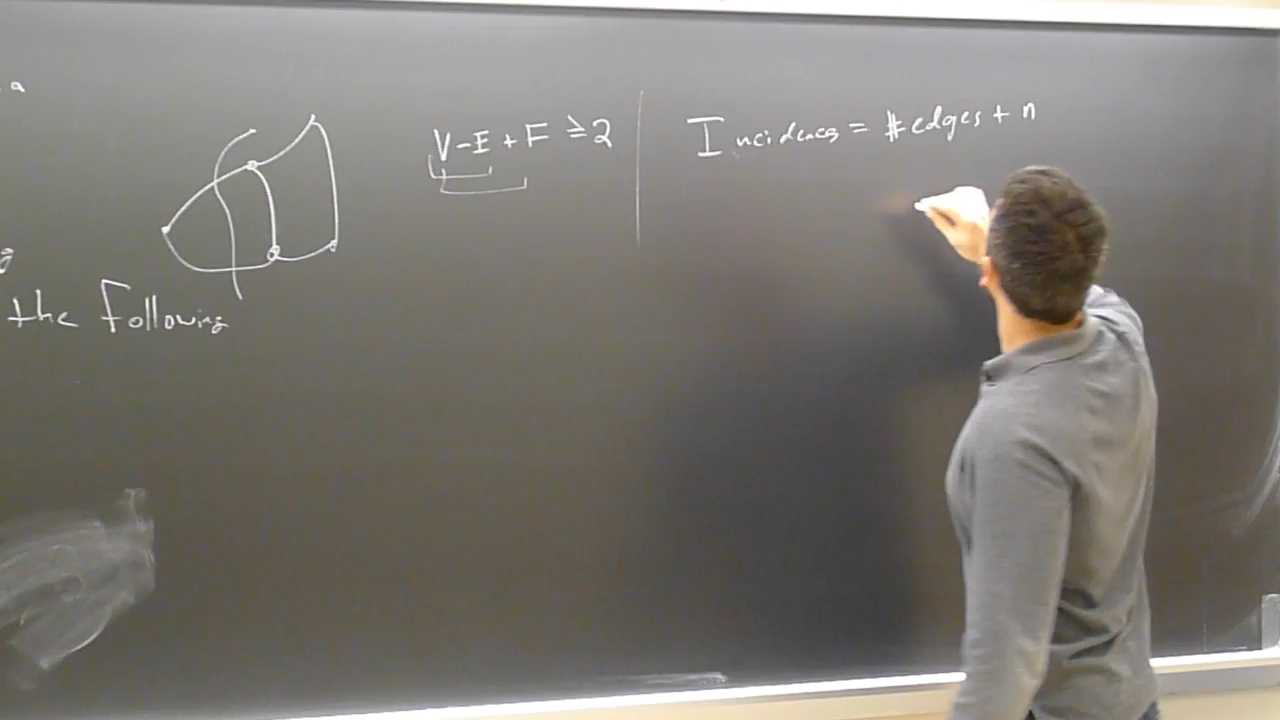 a
V-E+F ≥ 2
Incidences = #edges + n
g
the following